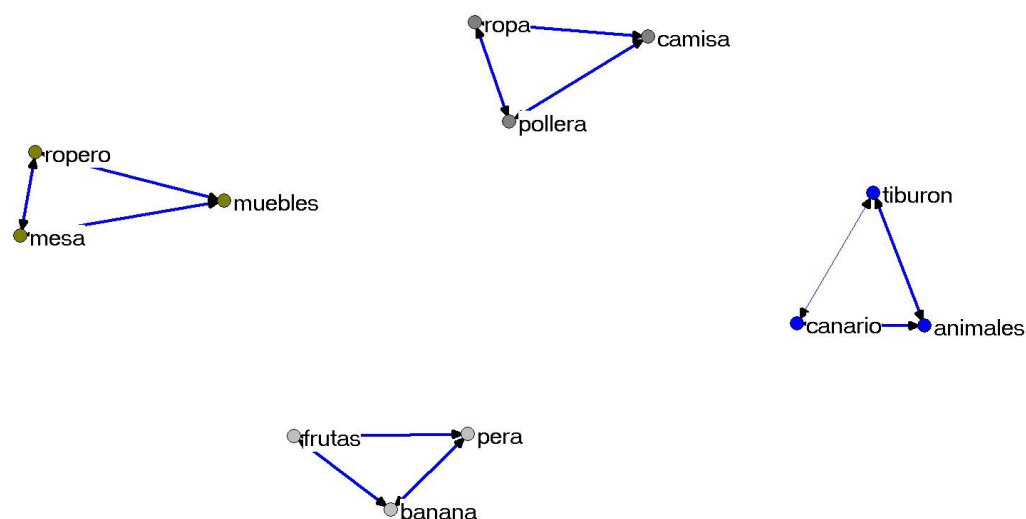 ropa
camisa
pollera
ropero
muebles
mesa
tiburon
canario
animales
frutas
pera
banana